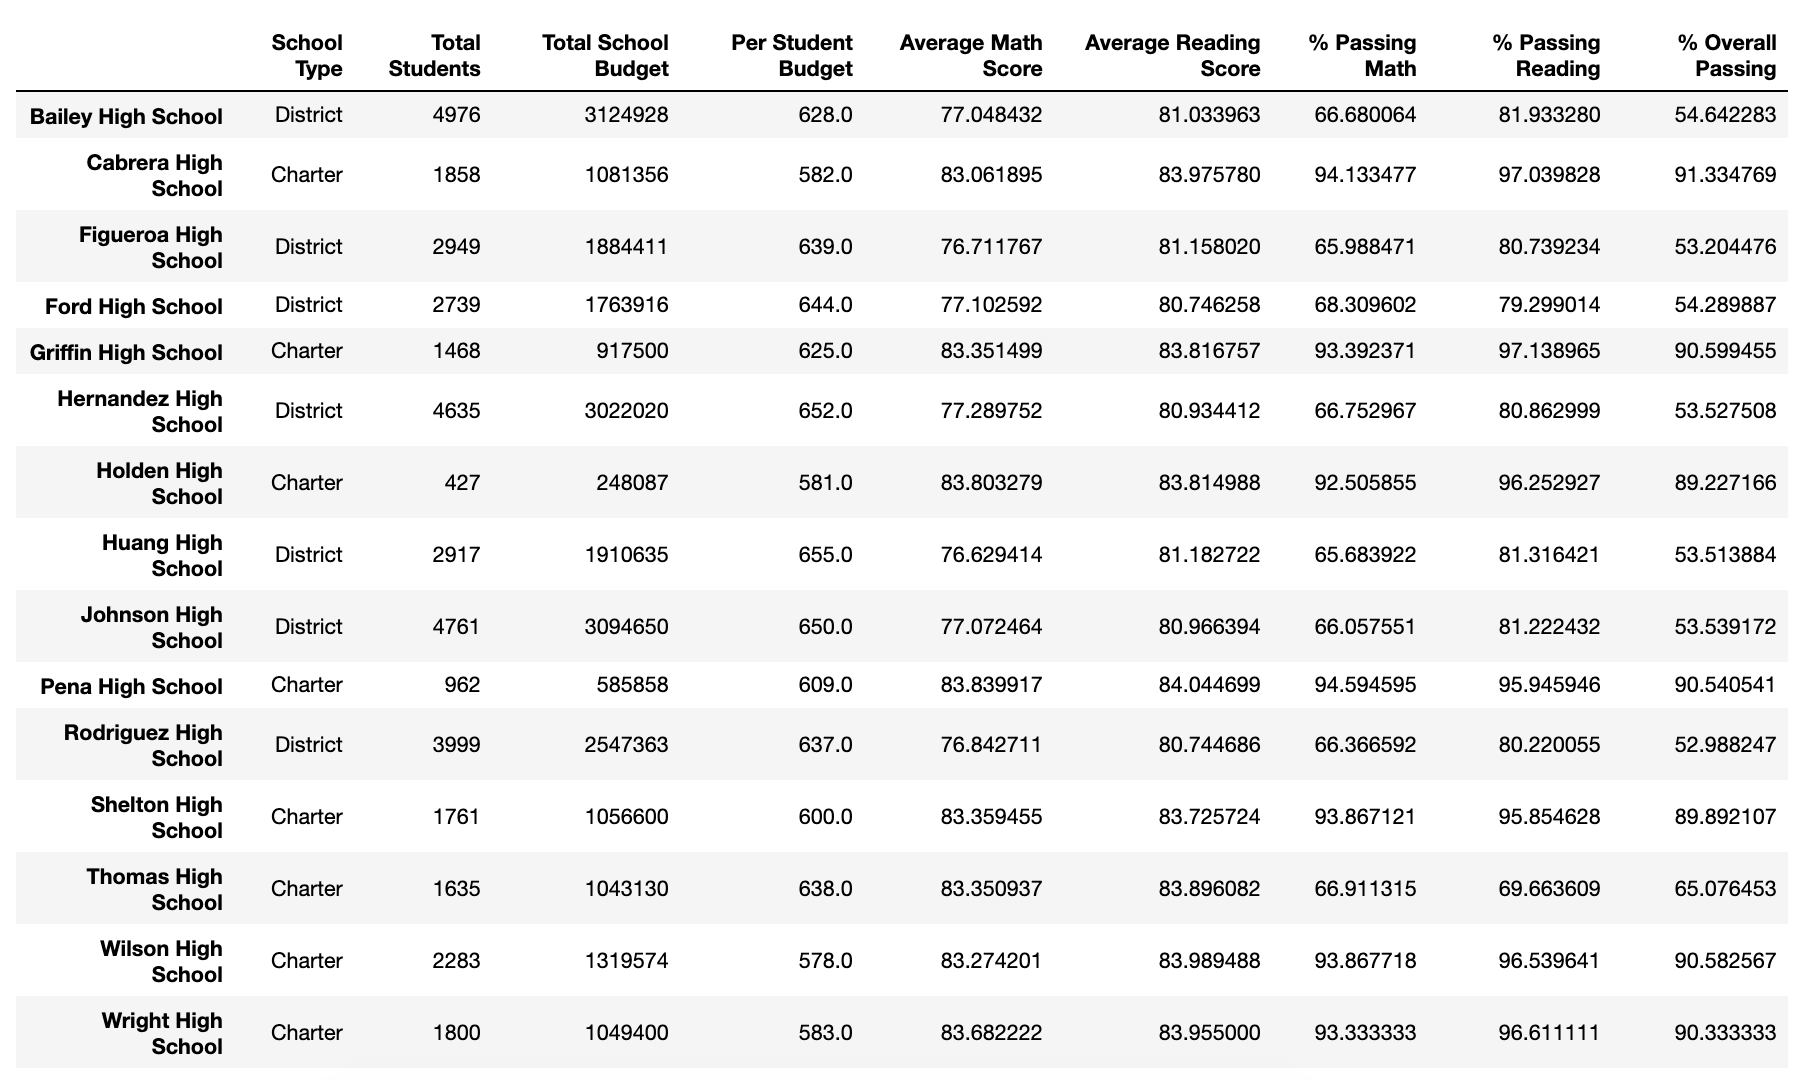 School Type Total Students Total School Budget Per Student Budget Average Math Score Average Reading Score % Passing Math % Passing Reading % Overall Passing
Bailey High School District 4976 3124928 628.0 77.048432 81.033963 66.680064 81.933280 54.642283
Cabrera High School Charter 1858 1081356 582.0 83.061895 83.975780 94.133477 97.039828 91.334769
Figueroa High School District 2949 1884411 639.0 76.711767 81.158020 65.988471 80.739234 53.204476
Ford High School District 2739 1763916 644.0 77.102592 80.746258 68.309602 79.299014 54.289887
Griffin High School Charter 1468 917500 625.0 83.351499 83.816757 93.392371 97.138965 90.599455
Hernandez High School District 4635 3022020 652.0 77.289752 80.934412 66.752967 80.862999 53.527508
Holden High School Charter 427 248087 581.0 83.803279 83.814988 92.505855 96.252927 89.227166
Huang High School District 2917 1910635 655.0 76.629414 81.182722 65.683922 81.316421 53.513884
Johnson High School District 4761 3094650 650.0 77.072464 80.966394 66.057551 81.222432 53.539172
Pena High School Charter 962 585858 609.0 83.839917 84.044699 94.594595 95.945946 90.540541
Rodriguez High School District 3999 2547363 637.0 76.842711 80.744686 66.366592 80.220055 52.988247
Shelton High School Charter 1761 1056600 600.0 83.359455 83.725724 93.867121 95.854628 89.892107
Thomas High School Charter 1635 1043130 638.0 83.350937 83.896082 66.911315 69.663609 65.076453
Wilson High School Charter 2283 1319574 578.0 83.274201 83.989488 93.867718 96.539641 90.582567
Wright High School Charter 1800 1049400 583.0 83.682222 83.955000 93.333333 96.611111 90.333333